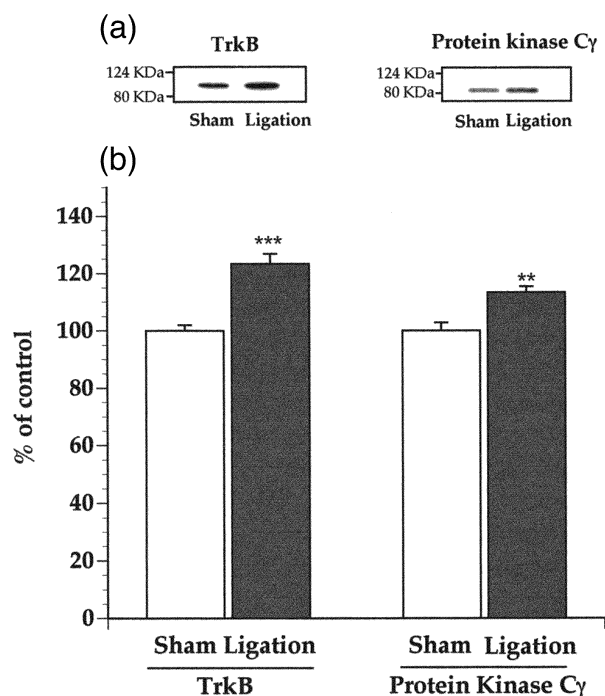 (a)
TrkB
Protein kinase Cγ
124 KDa
80 KDa
124 KDa
80 KDa
Sham Ligation
Sham Ligation
(b)
140
120
100
80
60
40
20
0
% of control
***
**
Sham Ligation
Sham Ligation
TrkB
Protein Kinase Cγ